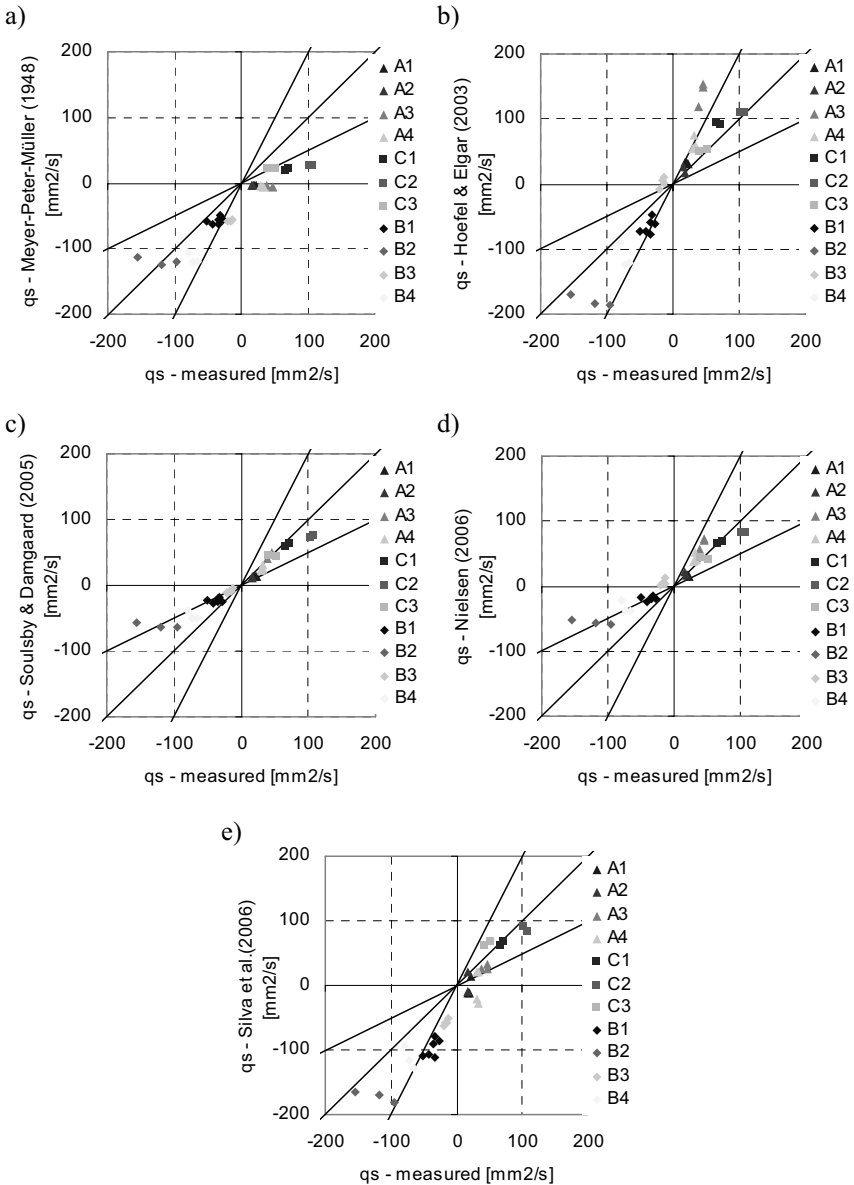 a)
qs - Meyer-Peter-Müller (1948)
[mm2/s]
200
100
0
-100
-200
-200 -100 0 100 200
qs - measured [mm2/s]
A1
A2
A3
A4
C1
C2
C3
B1
B2
B3
B4
b)
qs - Hoefel & Elgar (2003)
[mm2/s]
200
100
0
-100
-200
-200 -100 0 100 200
qs - measured [mm2/s]
A1
A2
A3
A4
C1
C2
C3
B1
B2
B3
B4
c)
qs - Soulsby & Damgaard (2005)
[mm2/s]
200
100
0
-100
-200
-200 -100 0 100 200
qs - measured [mm2/s]
A1
A2
A3
A4
C1
C2
C3
B1
B2
B3
B4
d)
qs - Nielsen (2006)
[mm2/s]
200
100
0
-100
-200
-200 -100 0 100 200
qs - measured [mm2/s]
A1
A2
A3
A4
C1
C2
C3
B1
B2
B3
B4
e)
qs - Silva et al.(2006)
[mm2/s]
200
100
0
-100
-200
-200 -100 0 100 200
qs - measured [mm2/s]
A1
A2
A3
A4
C1
C2
C3
B1
B2
B3
B4